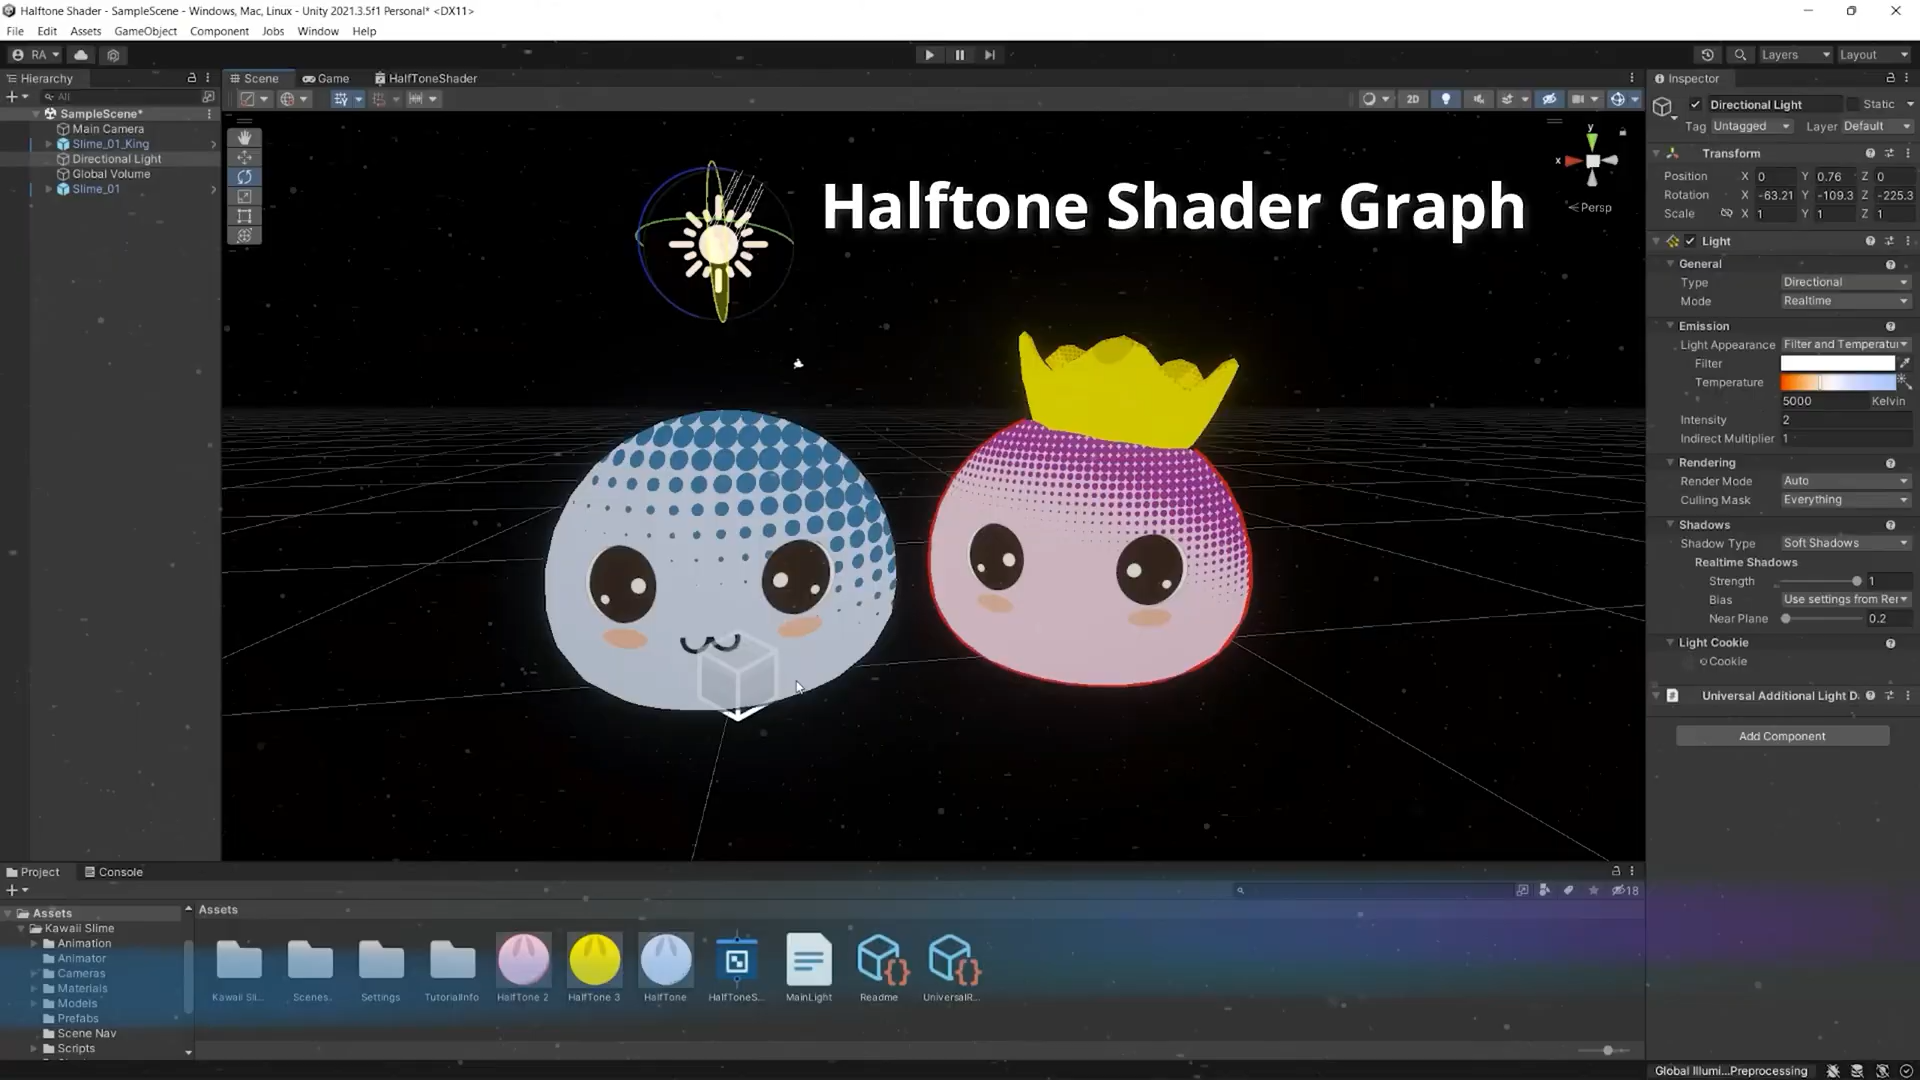 Halftone Shader - SampleScene - Windows, Mac, Linux - Unity 2021.3.5f1 Personal* <DX11>
File Edit Assets GameObject Component Jobs Window Help
RA
Layers
Layout
Hierarchy
All
SampleScene*
Main Camera
Slime_01_King
Directional Light
Global Volume
Slime_01
Scene
Game
HalfToneShader
2D
Halftone Shader Graph
y
x
Persp
Inspector
Directional Light
Static
Tag Untagged Layer Default
Transform
Position X 0 Y 0.76 Z 0
Rotation X -63.21 Y -109.3 Z -225.3
Scale X 1 Y 1 Z 1
Light
General
Type Directional
Mode Realtime
Emission
Light Appearance Filter and Temperatur
Filter
Temperature
5000 Kelvin
Intensity 2
Indirect Multiplier 1
Rendering
Render Mode Auto
Culling Mask Everything
Shadows
Shadow Type Soft Shadows
Realtime Shadows
Strength 1
Bias Use settings from Rer
Near Plane 0.2
Light Cookie
Cookie
Universal Additional Light D
Add Component
Project
Console
18
Assets
Kawaii Slime
Animation
Animator
Cameras
Materials
Models
Prefabs
Scene Nav
Scripts
Assets
Kawaii Sli...
Scenes
Settings
TutorialInfo
HalfTone 2
HalfTone 3
HalfTone
HalfToneS...
MainLight
Readme
UniversalR...
Global Illumi...Preprocessing